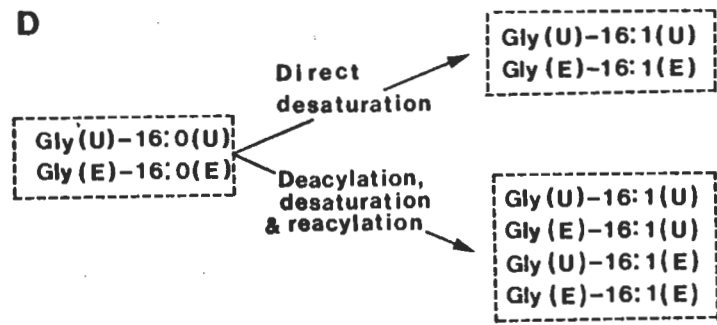 D
Gly(U)-16:0(U)
Gly(E)-16:0(E)
Direct
desaturation
Gly(U)-16:1(U)
Gly(E)-16:1(E)
Deacylation,
desaturation
& reacylation
Gly(U)-16:1(U)
Gly(E)-16:1(U)
Gly(U)-16:1(E)
Gly(E)-16:1(E)